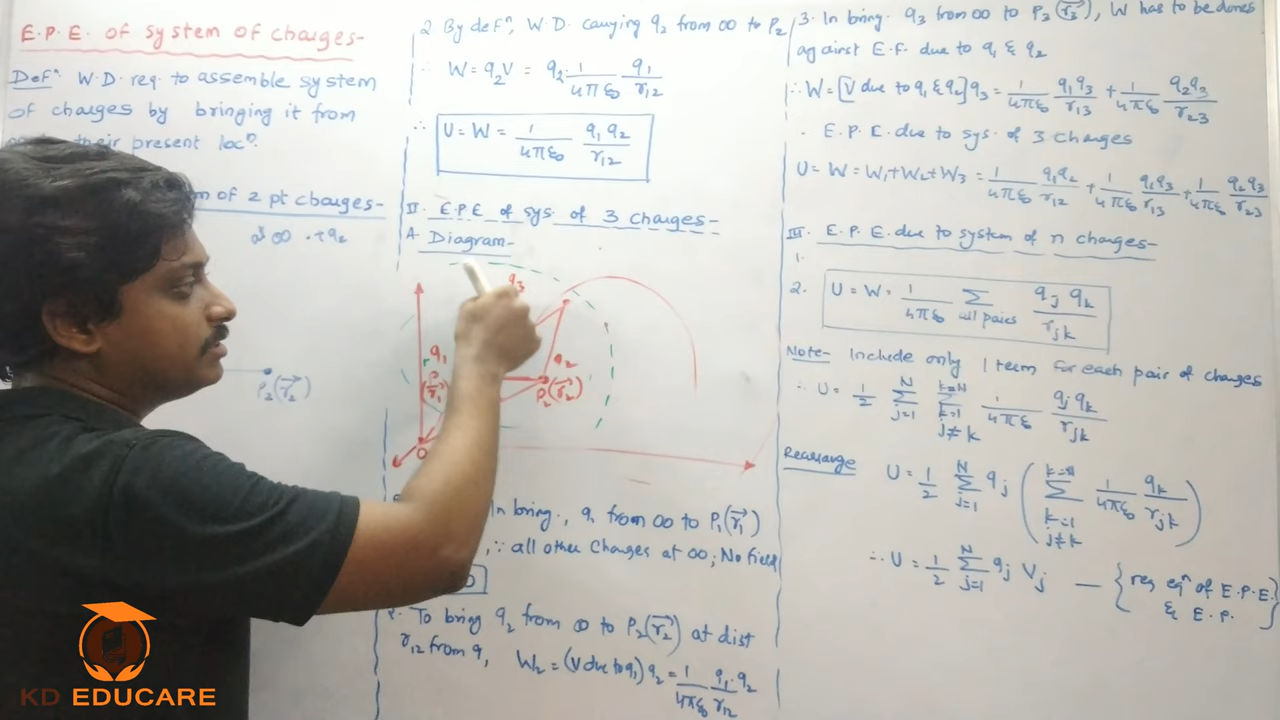 E.P.E. of system of charges-
Defⁿ. W.D. req. to assemble system
of charges by bringing it from
their present locⁿ.
of 2 pt charges-
at ∞ . +q₂
P₂(r₂→)
2 By defⁿ, W.D. carrying q₂ from ∞ to P₂
∴ W = q₂V = q₂. 1/4πε₀ q₁/r₁₂
∴ U = W = 1/4πε₀ q₁q₂/r₁₂
II. E.P.E of sys. of 3 charges-
A. Diagram-
q₃
q₁
q₂
P₂(r₂→)
O
In bring., q₁ from ∞ to P₁(r₁→)
, ∵ all other charges at ∞; No field
To bring q₂ from ∞ to P₂(r₂→) at dist
r₁₂ from q₁ W₂ = (V due to q₁) q₂ = 1/4πε₀ q₁.q₂/r₁₂
3. In bring. q₃ from ∞ to P₂(r₃→), W has to be done
against E.F. due to q₁ & q₂
∴ W = [V due to q₁ & q₂] q₃ = 1/4πε₀ q₁q₃/r₁₃ + 1/4πε₀ q₂q₃/r₂₃
. E.P.E. due to sys. of 3 charges
U = W = W₁+W₂+W₃ = 1/4πε₀ q₁q₂/r₁₂ + 1/4πε₀ q₁q₃/r₁₃ + 1/4πε₀ q₂q₃/r₂₃
III. E.P.E. due to system of n charges-
1.
2. U = W = 1/4πε₀ Σ all pairs qⱼ qₖ/rⱼₖ
Note- Include only 1 term for each pair of charges
∴ U = 1/2 Σ j=1 N Σ k=1 k=N j≠k 1/4πε₀ qⱼqₖ/rⱼₖ
Rearrange U = 1/2 Σ j=1 N qⱼ ( Σ k=1 j≠k 1/4πε₀ qₖ/rⱼₖ )
∴ U = 1/2 Σ j=1 N qⱼ Vⱼ — { req eqⁿ of E.P.E.
& E.P. }
KD EDUCARE